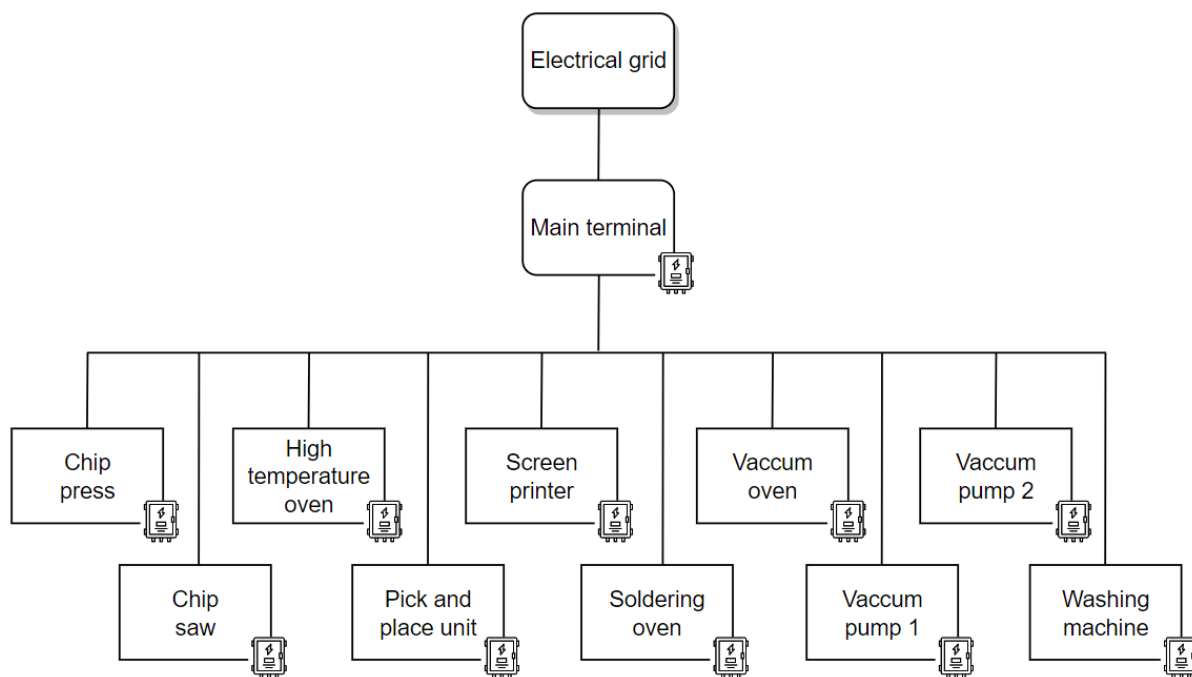 Electrical grid
Main terminal
Chip
press
High
temperature
oven
Screen
printer
Vaccum
oven
Vaccum
pump 2
Chip
saw
Pick and
place unit
Soldering
oven
Vaccum
pump 1
Washing
machine